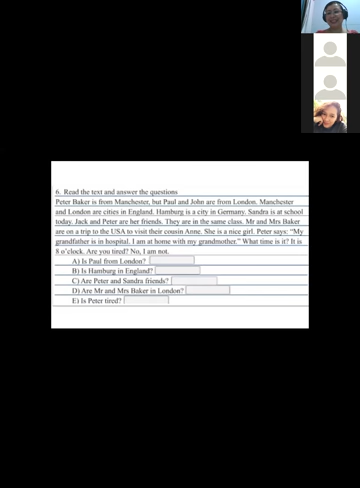 6. Read the text and answer the questions
Peter Baker is from Manchester, but Paul and John are from London. Manchester
and London are cities in England. Hamburg is a city in Germany. Sandra is at school
today. Jack and Peter are her friends. They are in the same class. Mr and Mrs Baker
are on a trip to the USA to visit their cousin Anne. She is a nice girl. Peter says: "My
grandfather is in hospital. I am at home with my grandmother." What time is it? It is
8 o'clock. Are you tired? No, I am not.
A) Is Paul from London?
B) Is Hamburg in England?
C) Are Peter and Sandra friends?
D) Are Mr and Mrs Baker in London?
E) Is Peter tired?